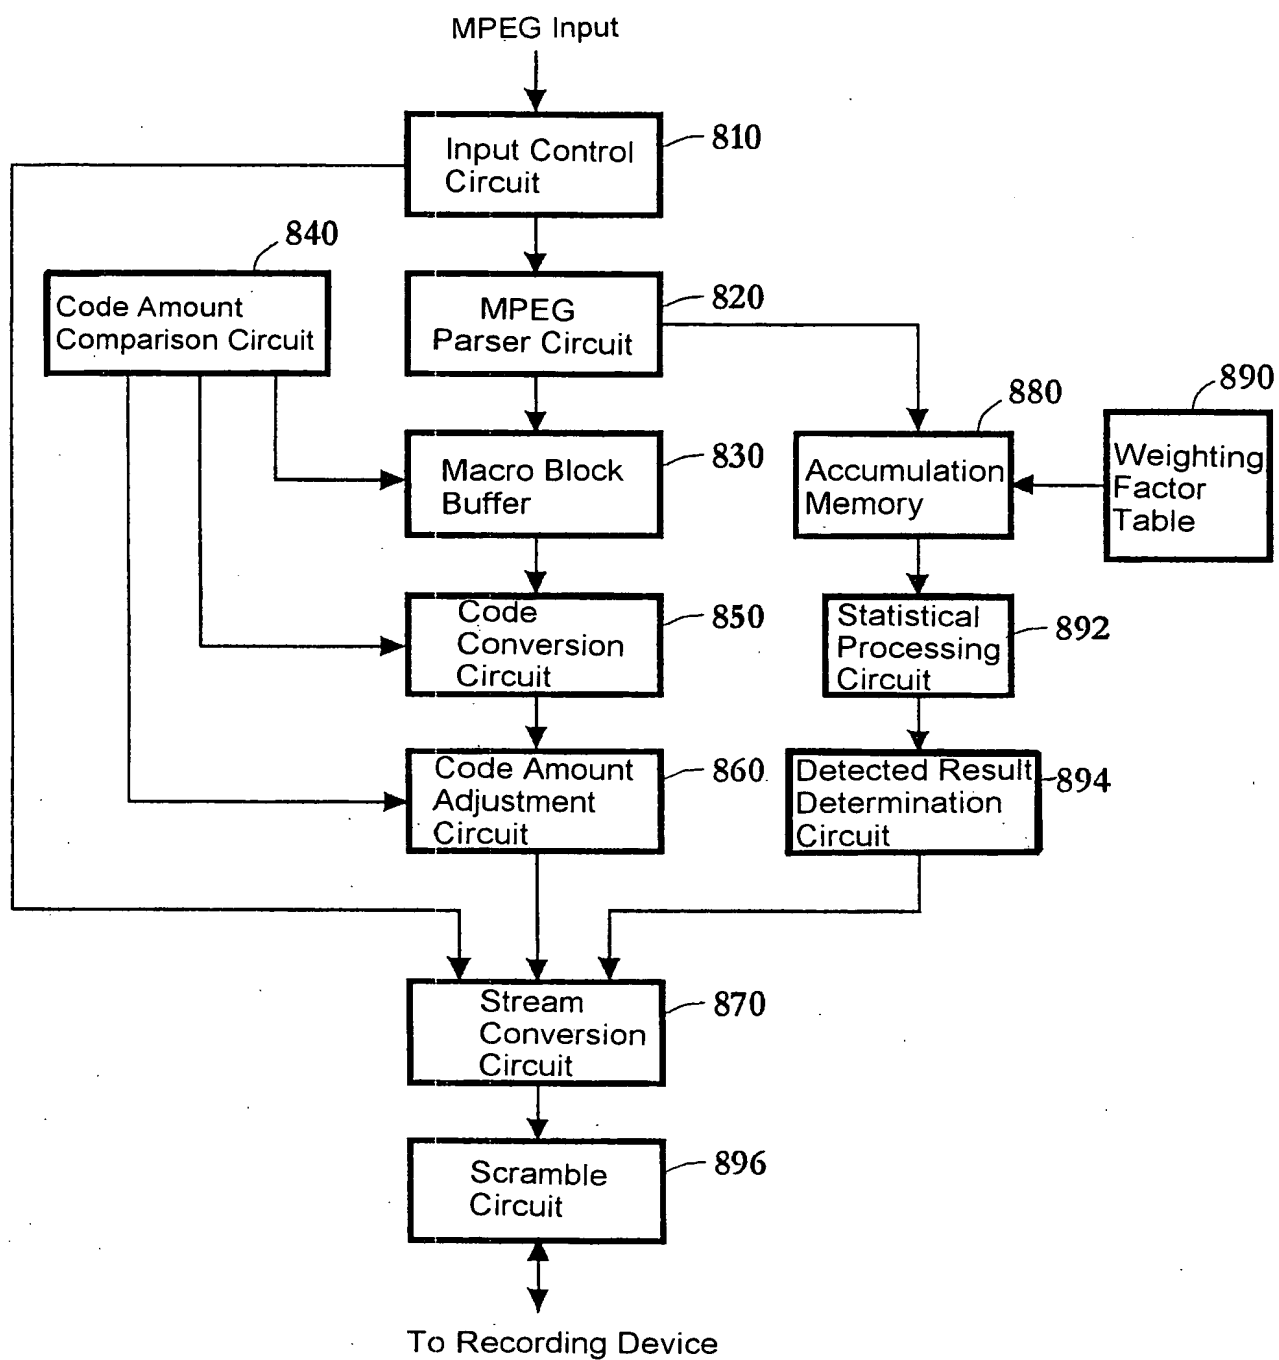 MPEG Input
Input Control
Circuit
810
840
Code Amount
Comparison Circuit
MPEG
Parser Circuit
820
Macro Block
Buffer
830
880
Accumulation
Memory
890
Weighting
Factor
Table
Code
Conversion
Circuit
850
Statistical
Processing
Circuit
892
Code Amount
Adjustment
Circuit
860
Detected Result
Determination
Circuit
894
Stream
Conversion
Circuit
870
Scramble
Circuit
896
To Recording Device